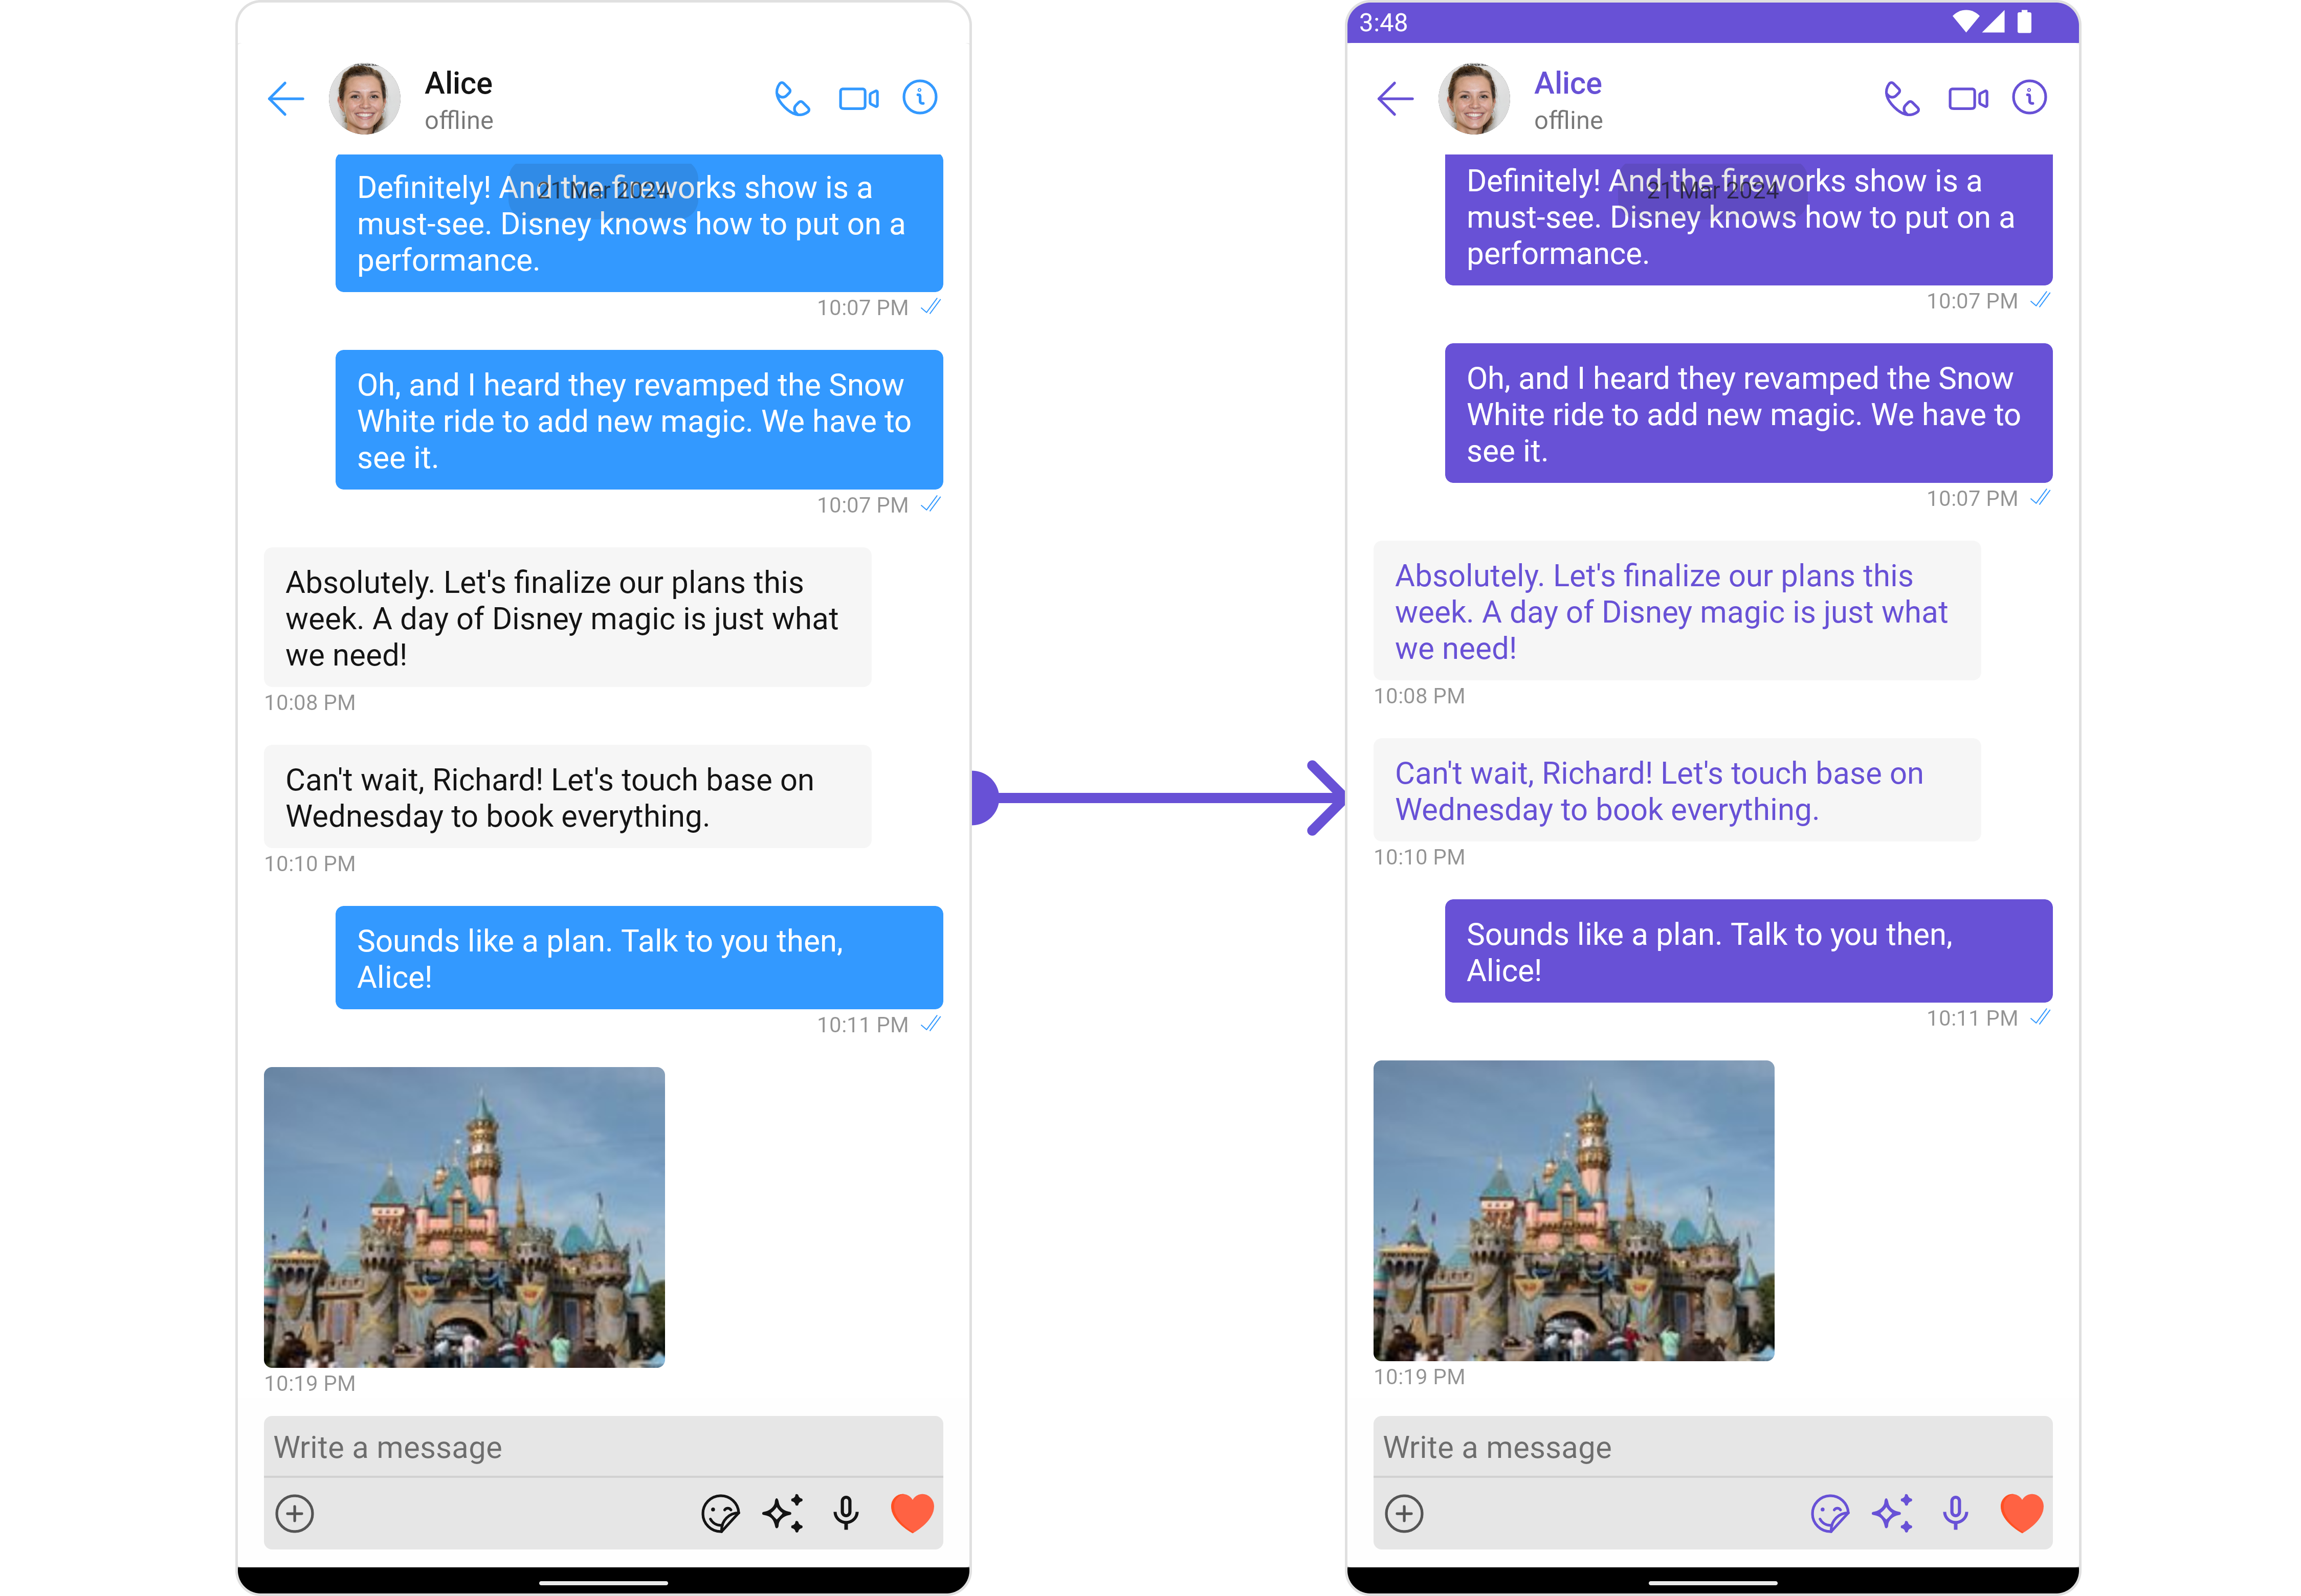 Alice
offline
Definitely! And the fireworks show is a
21 Mar 2024
must-see. Disney knows how to put on a
performance.
10:07 PM
Oh, and I heard they revamped the Snow
White ride to add new magic. We have to
see it.
10:07 PM
Absolutely. Let's finalize our plans this
week. A day of Disney magic is just what
we need!
10:08 PM
Can't wait, Richard! Let's touch base on
Wednesday to book everything.
10:10 PM
Sounds like a plan. Talk to you then,
Alice!
10:11 PM
10:19 PM
Write a message
3:48
Alice
offline
Definitely! And the fireworks show is a
21 Mar 2024
must-see. Disney knows how to put on a
performance.
10:07 PM
Oh, and I heard they revamped the Snow
White ride to add new magic. We have to
see it.
10:07 PM
Absolutely. Let's finalize our plans this
week. A day of Disney magic is just what
we need!
10:08 PM
Can't wait, Richard! Let's touch base on
Wednesday to book everything.
10:10 PM
Sounds like a plan. Talk to you then,
Alice!
10:11 PM
10:19 PM
Write a message